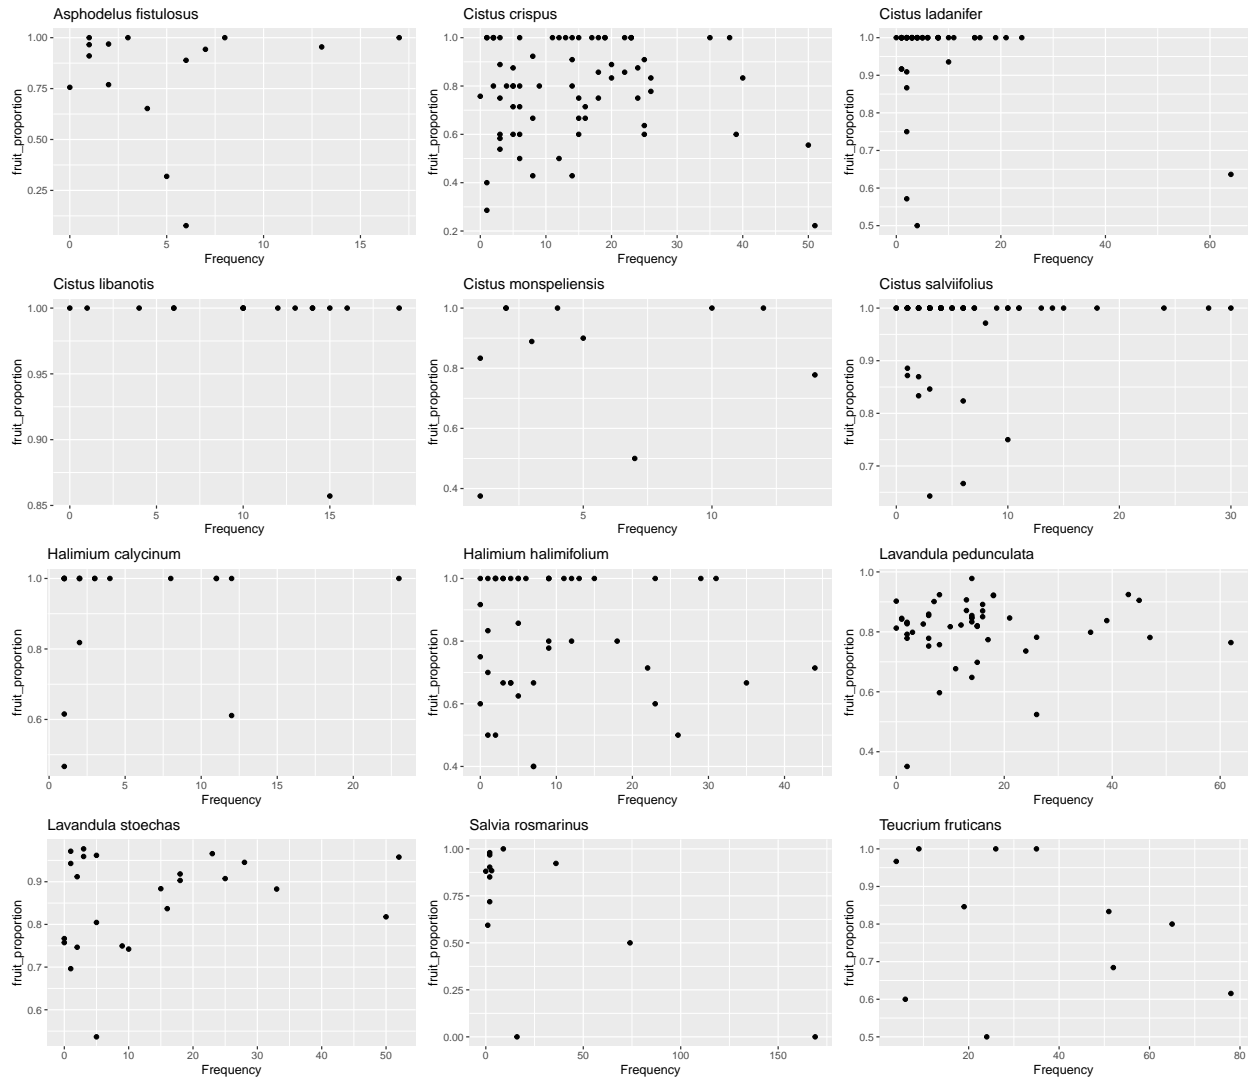 Asphodelus fistulosus
1.00
0.75
0.50
0.25
fruit_proportion
0 5 10 15
Frequency
Cistus crispus
1.0
0.8
0.6
0.4
0.2
fruit_proportion
0 10 20 30 40 50
Frequency
Cistus ladanifer
1.0
0.9
0.8
0.7
0.6
0.5
fruit_proportion
0 20 40 60
Frequency
Cistus libanotis
1.00
0.95
0.90
0.85
fruit_proportion
0 5 10 15
Frequency
Cistus monspeliensis
1.0
0.8
0.6
0.4
fruit_proportion
5 10
Frequency
Cistus salviifolius
1.0
0.9
0.8
0.7
fruit_proportion
0 10 20 30
Frequency
Halimium calycinum
1.0
0.8
0.6
fruit_proportion
0 5 10 15 20
Frequency
Halimium halimifolium
1.0
0.8
0.6
0.4
fruit_proportion
0 10 20 30 40
Frequency
Lavandula pedunculata
1.0
0.8
0.6
0.4
fruit_proportion
0 20 40 60
Frequency
Lavandula stoechas
0.9
0.8
0.7
0.6
fruit_proportion
0 10 20 30 40 50
Frequency
Salvia rosmarinus
1.00
0.75
0.50
0.25
0.00
fruit_proportion
0 50 100 150
Frequency
Teucrium fruticans
1.0
0.9
0.8
0.7
0.6
0.5
fruit_proportion
20 40 60 80
Frequency